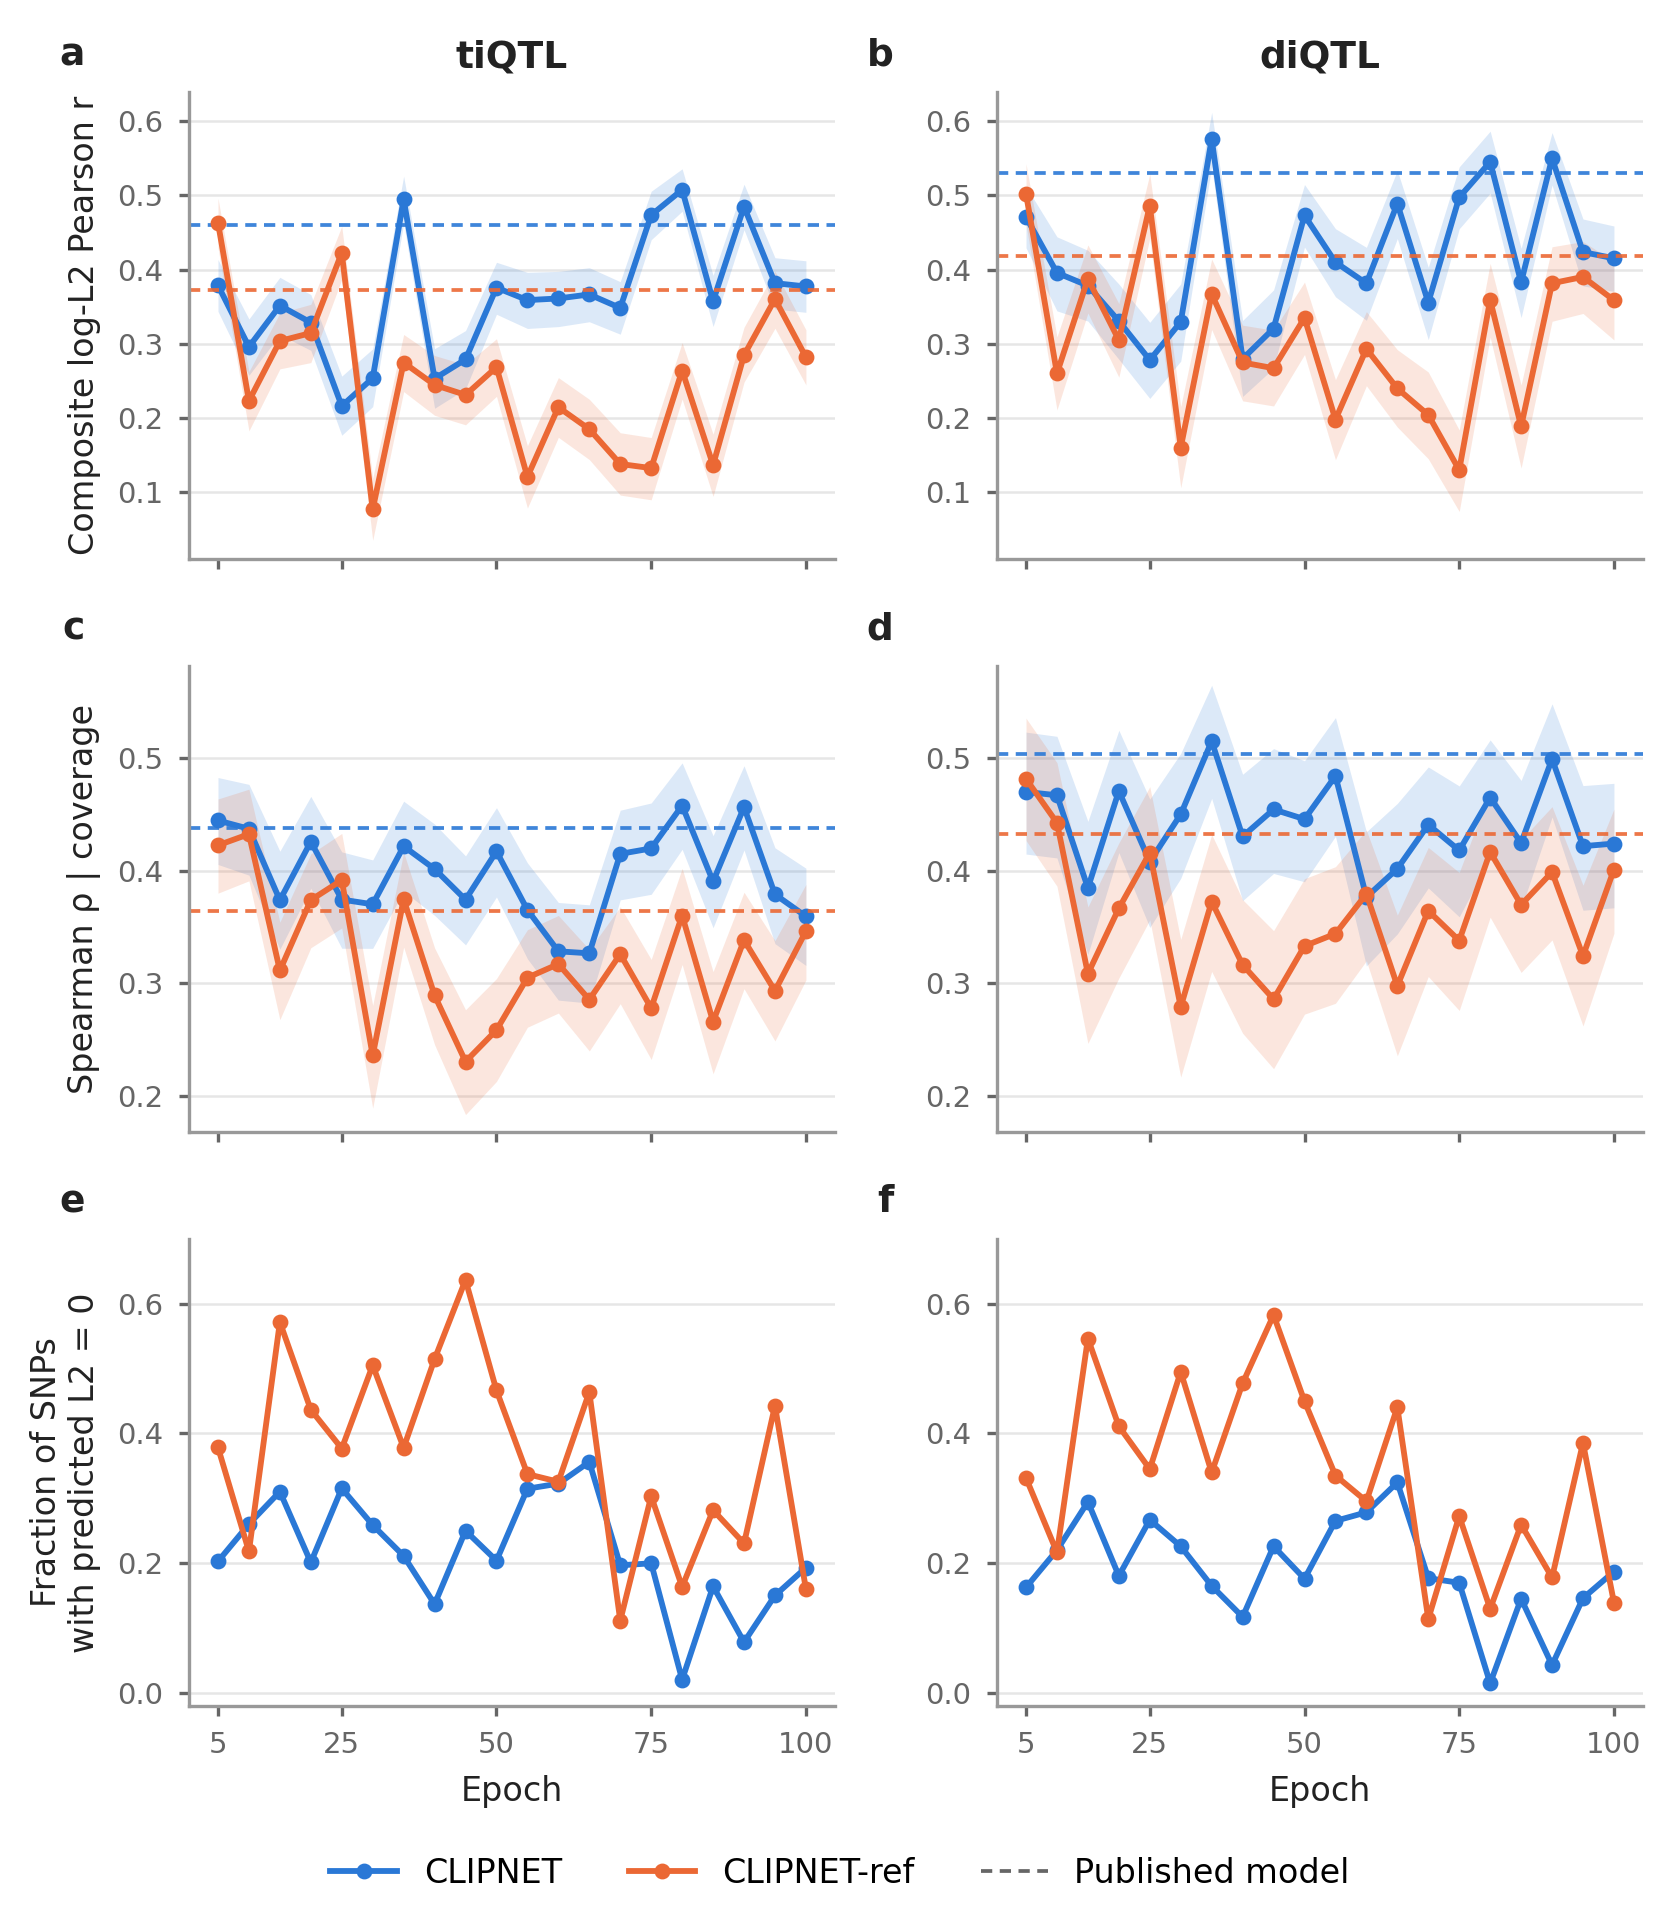 a
tiQTL
b
diQTL
Composite log-L2 Pearson r
0.6
0.5
0.4
0.3
0.2
0.1
0.6
0.5
0.4
0.3
0.2
0.1
c
d
Spearman ρ | coverage
0.5
0.4
0.3
0.2
0.5
0.4
0.3
0.2
e
f
Fraction of SNPs
with predicted L2 = 0
0.6
0.4
0.2
0.0
0.6
0.4
0.2
0.0
5 25 50 75 100
5 25 50 75 100
Epoch
Epoch
CLIPNET
CLIPNET-ref
Published model